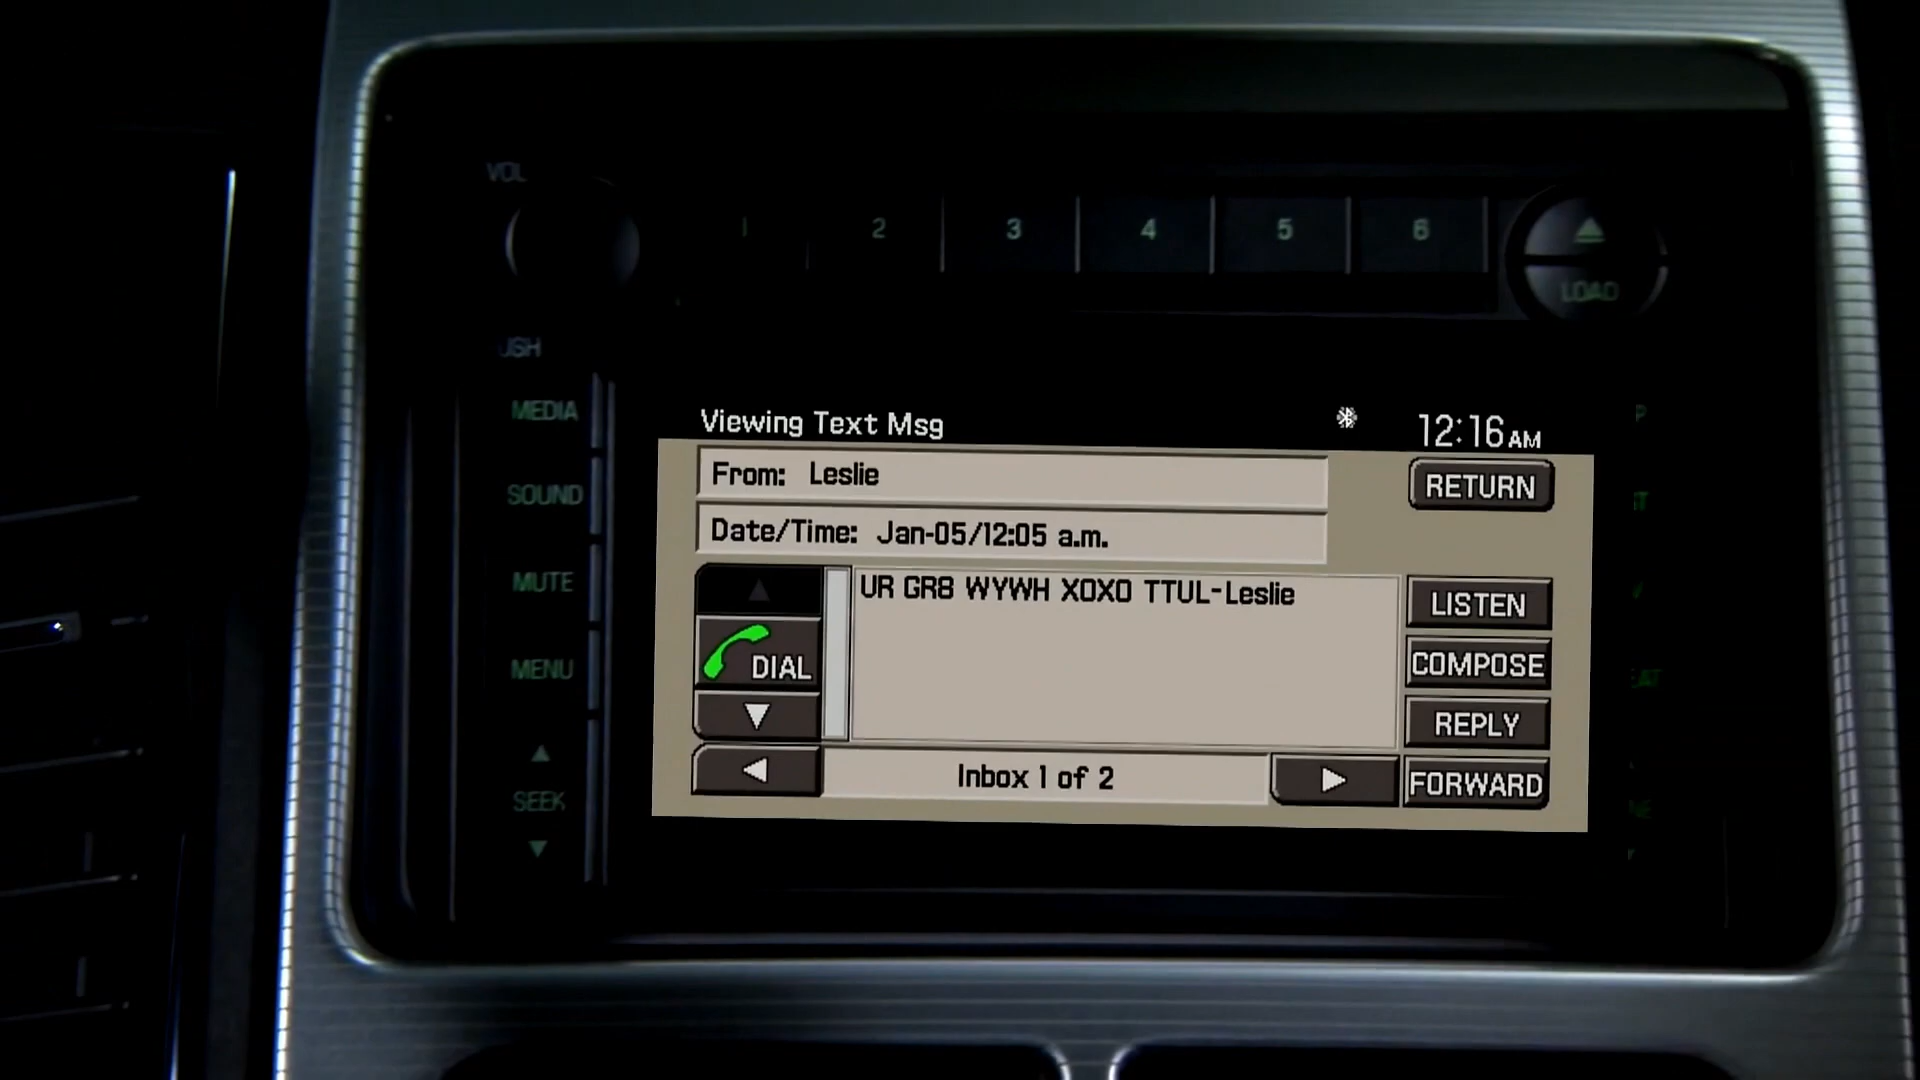 VOL
1 2 3 4 5 6
LOAD
MEDIA
SOUND
MUTE
MENU
SEEK
Viewing Text Msg
12:16 AM
From: Leslie
RETURN
Date/Time: Jan-05/12:05 a.m.
UR GR8 WYWH XOXO TTUL-Leslie
LISTEN
DIAL
COMPOSE
REPLY
Inbox 1 of 2
FORWARD